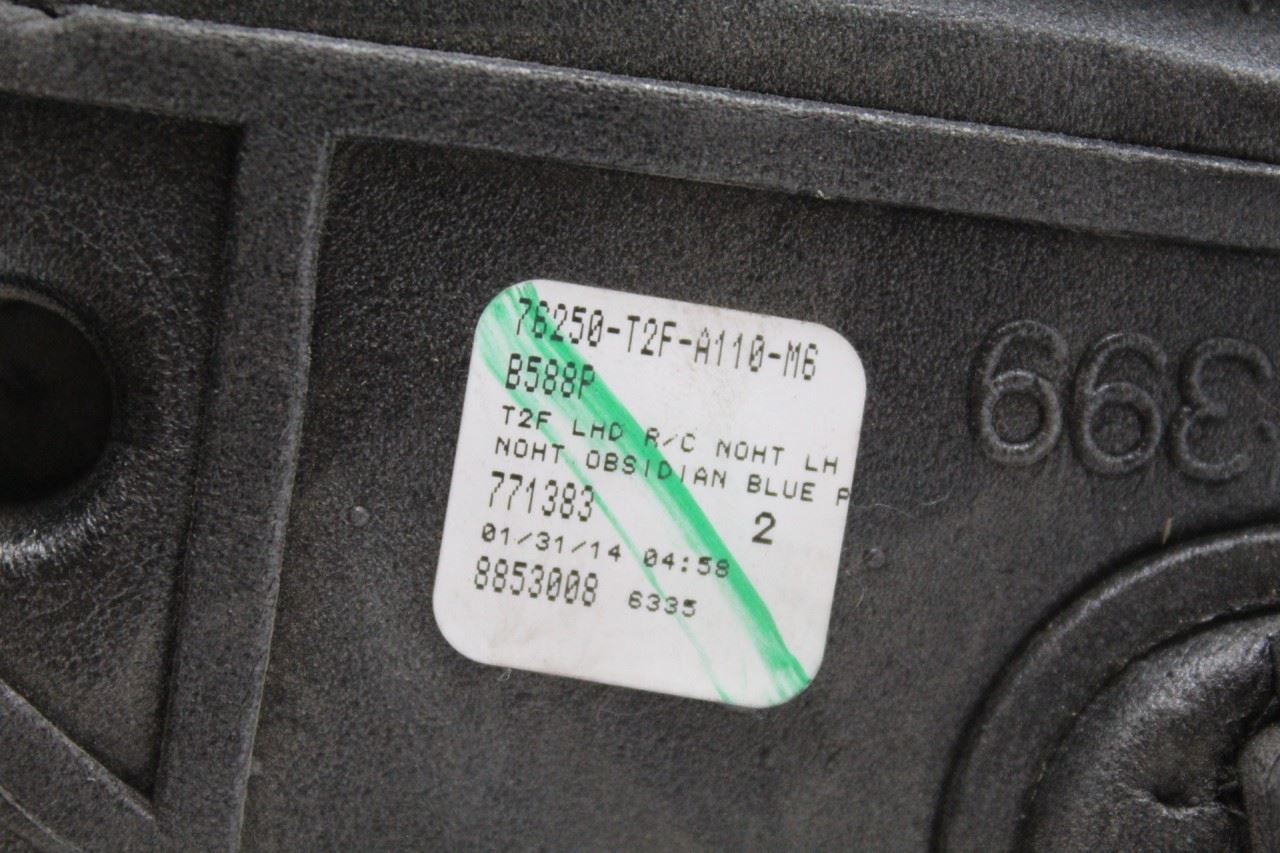 76250-T2F-A110-M6
B588P
T2F LHD R/C NOHT LH
NOHT OBSIDIAN BLUE P
771383
2
01/31/14 04:58
8853008 6335
399